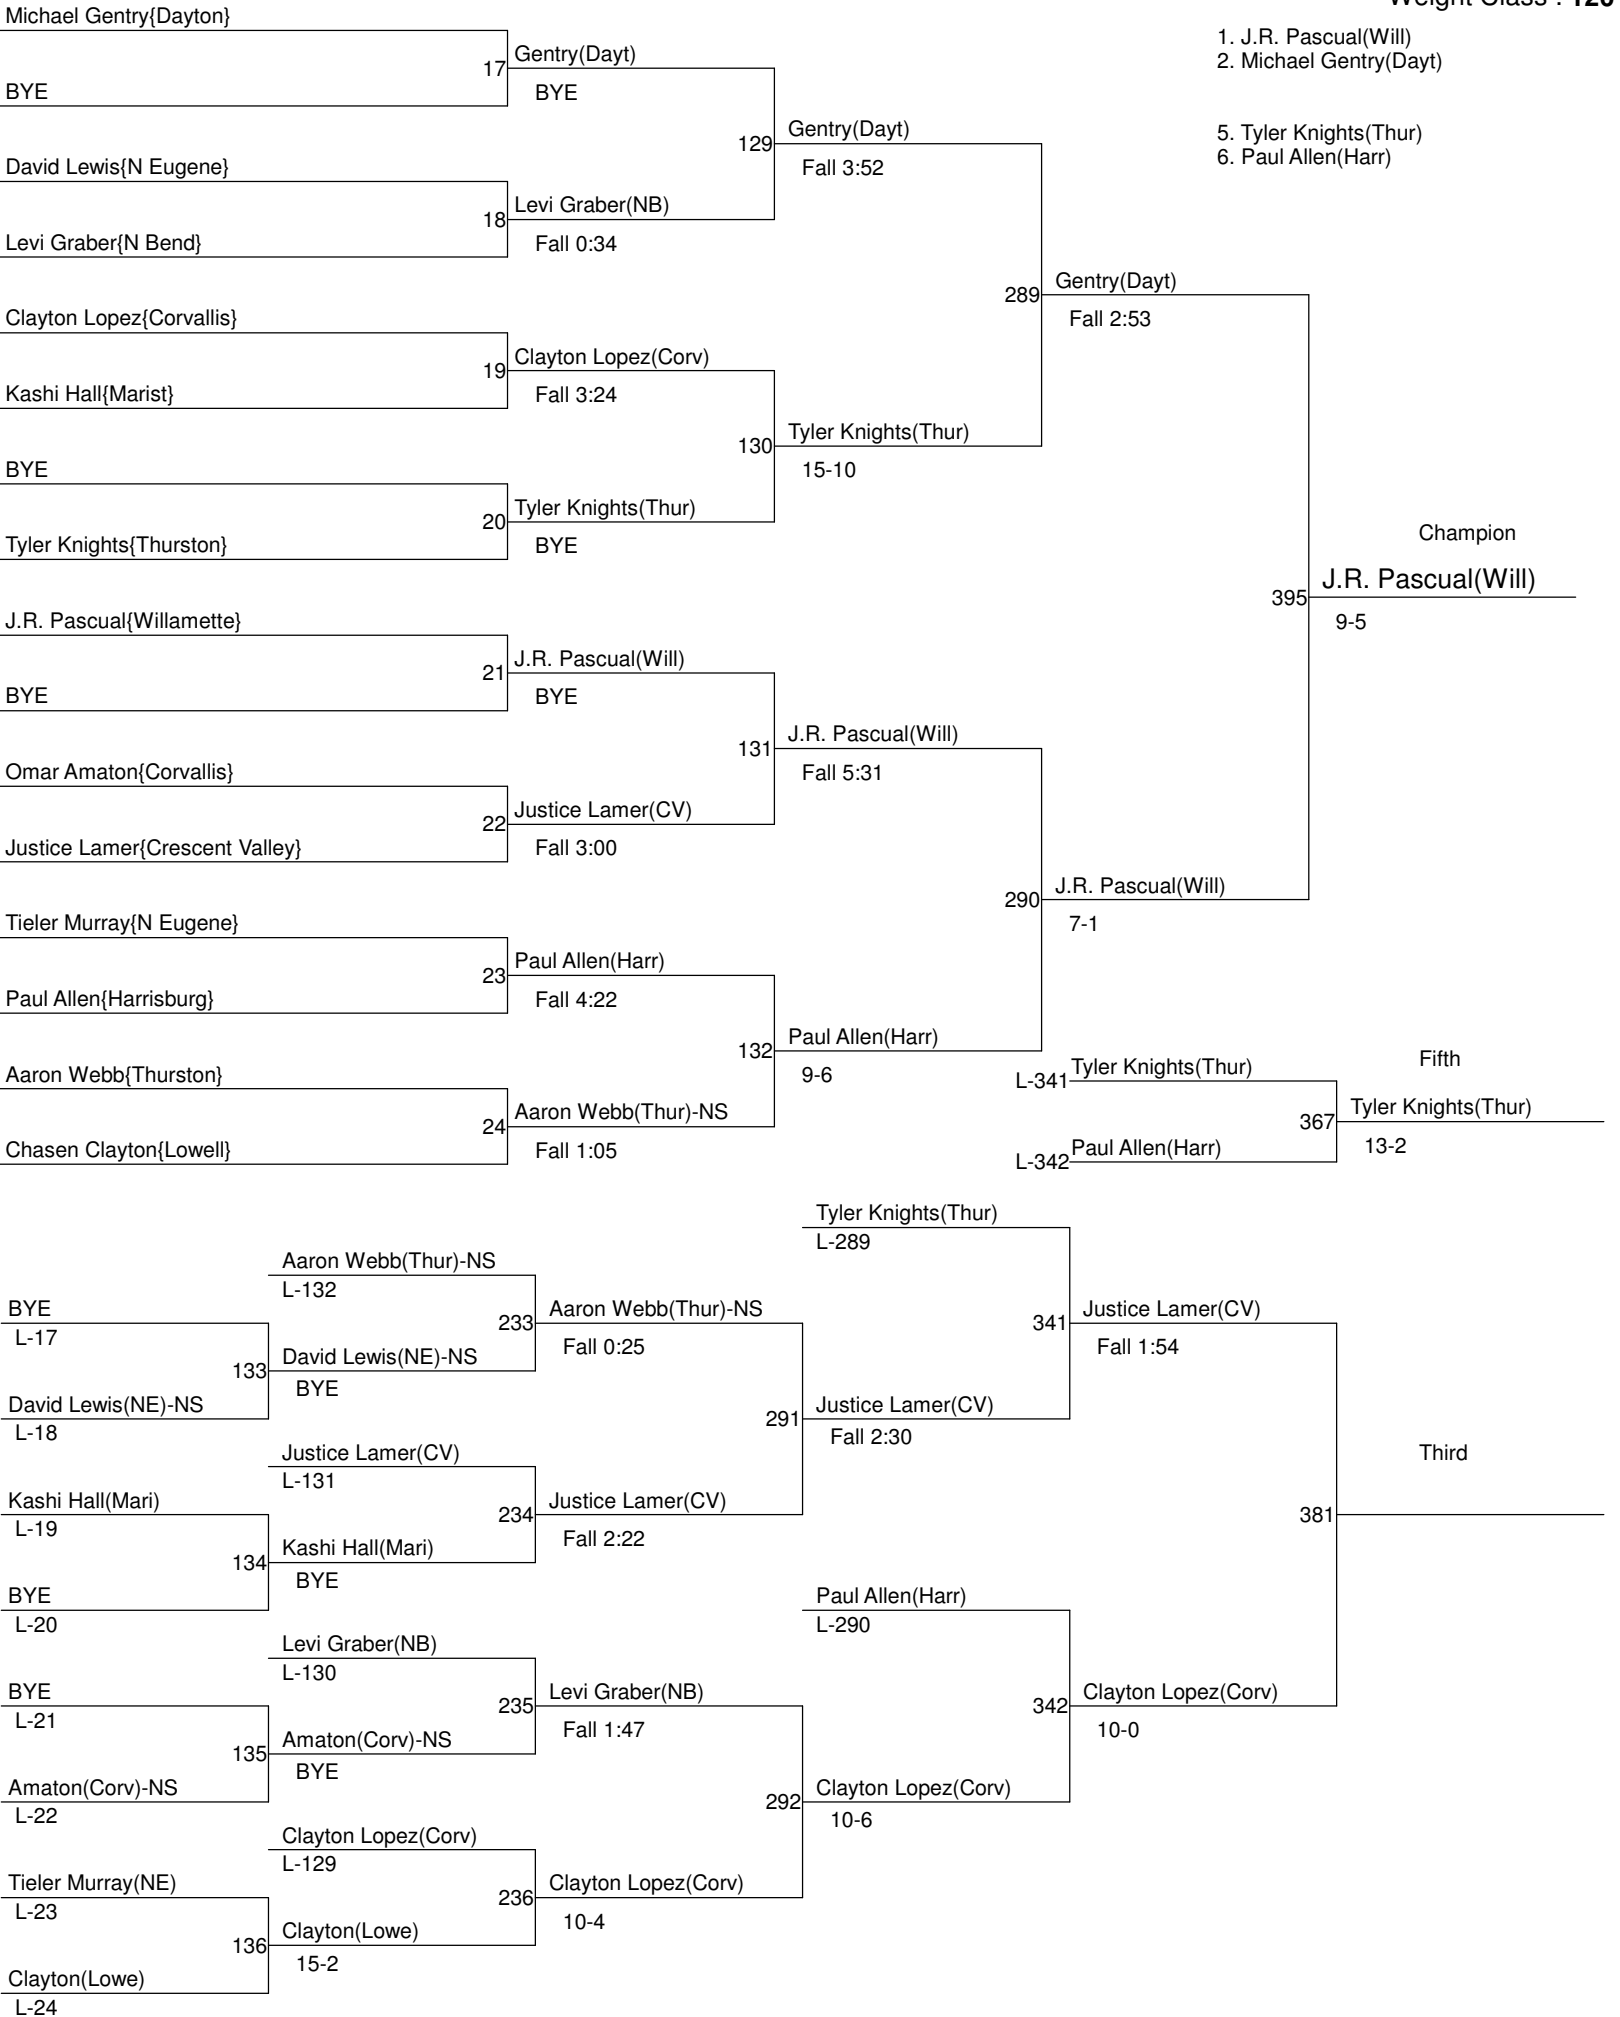 Michael Gentry{Dayton}
BYE
David Lewis{N Eugene}
Levi Graber{N Bend}
Clayton Lopez{Corvallis}
Kashi Hall{Marist}
BYE
Tyler Knights{Thurston}
J.R. Pascual{Willamette}
BYE
Omar Amaton{Corvallis}
Justice Lamer{Crescent Valley}
Tieler Murray{N Eugene}
Paul Allen{Harrisburg}
Aaron Webb{Thurston}
Chasen Clayton{Lowell}
17
Gentry(Dayt)
BYE
18
Levi Graber(NB)
Fall 0:34
19
Clayton Lopez(Corv)
Fall 3:24
20
Tyler Knights(Thur)
BYE
21
J.R. Pascual(Will)
BYE
22
Justice Lamer(CV)
Fall 3:00
23
Paul Allen(Harr)
Fall 4:22
24
Aaron Webb(Thur)-NS
Fall 1:05
129
Gentry(Dayt)
Fall 3:52
130
Tyler Knights(Thur)
15-10
131
J.R. Pascual(Will)
Fall 5:31
132
Paul Allen(Harr)
9-6
289
Gentry(Dayt)
Fall 2:53
290
J.R. Pascual(Will)
7-1
Weight Class :
1. J.R. Pascual(Will)
2. Michael Gentry(Dayt)
5. Tyler Knights(Thur)
6. Paul Allen(Harr)
Champion
395
J.R. Pascual(Will)
9-5
L-341
Tyler Knights(Thur)
L-342
Paul Allen(Harr)
Fifth
367
Tyler Knights(Thur)
13-2
BYE
L-17
David Lewis(NE)-NS
L-18
Kashi Hall(Mari)
L-19
BYE
L-20
BYE
L-21
Amaton(Corv)-NS
L-22
Tieler Murray(NE)
L-23
Clayton(Lowe)
L-24
Aaron Webb(Thur)-NS
L-132
133
David Lewis(NE)-NS
BYE
Justice Lamer(CV)
L-131
134
Kashi Hall(Mari)
BYE
Levi Graber(NB)
L-130
135
Amaton(Corv)-NS
BYE
Clayton Lopez(Corv)
L-129
136
Clayton(Lowe)
15-2
233
Aaron Webb(Thur)-NS
Fall 0:25
234
Justice Lamer(CV)
Fall 2:22
235
Levi Graber(NB)
Fall 1:47
236
Clayton Lopez(Corv)
10-4
Tyler Knights(Thur)
L-289
291
Justice Lamer(CV)
Fall 2:30
Paul Allen(Harr)
L-290
292
Clayton Lopez(Corv)
10-6
341
Justice Lamer(CV)
Fall 1:54
342
Clayton Lopez(Corv)
10-0
Third
381